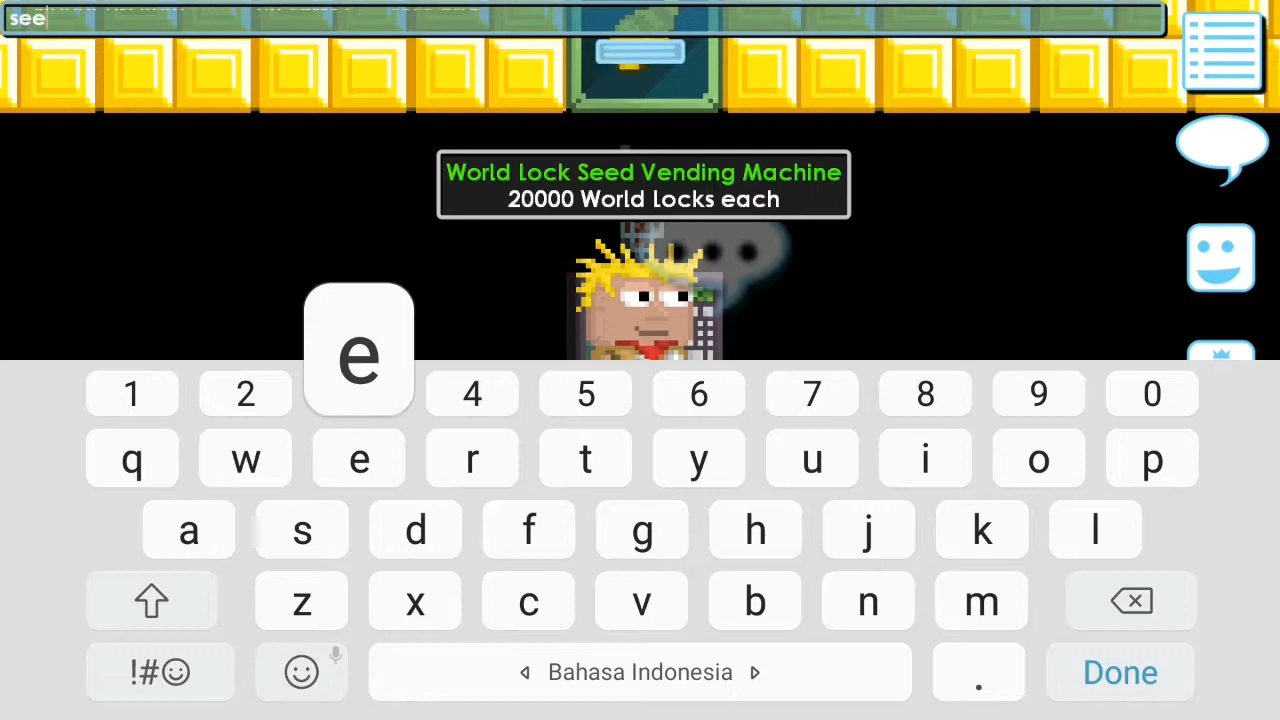 see
World Lock Seed Vending Machine
20000 World Locks each
e
1 2 4 5 6 7 8 9 0
q w e r t y u i o p
a s d f g h j k l
z x c v b n m
!#☺ Bahasa Indonesia . Done